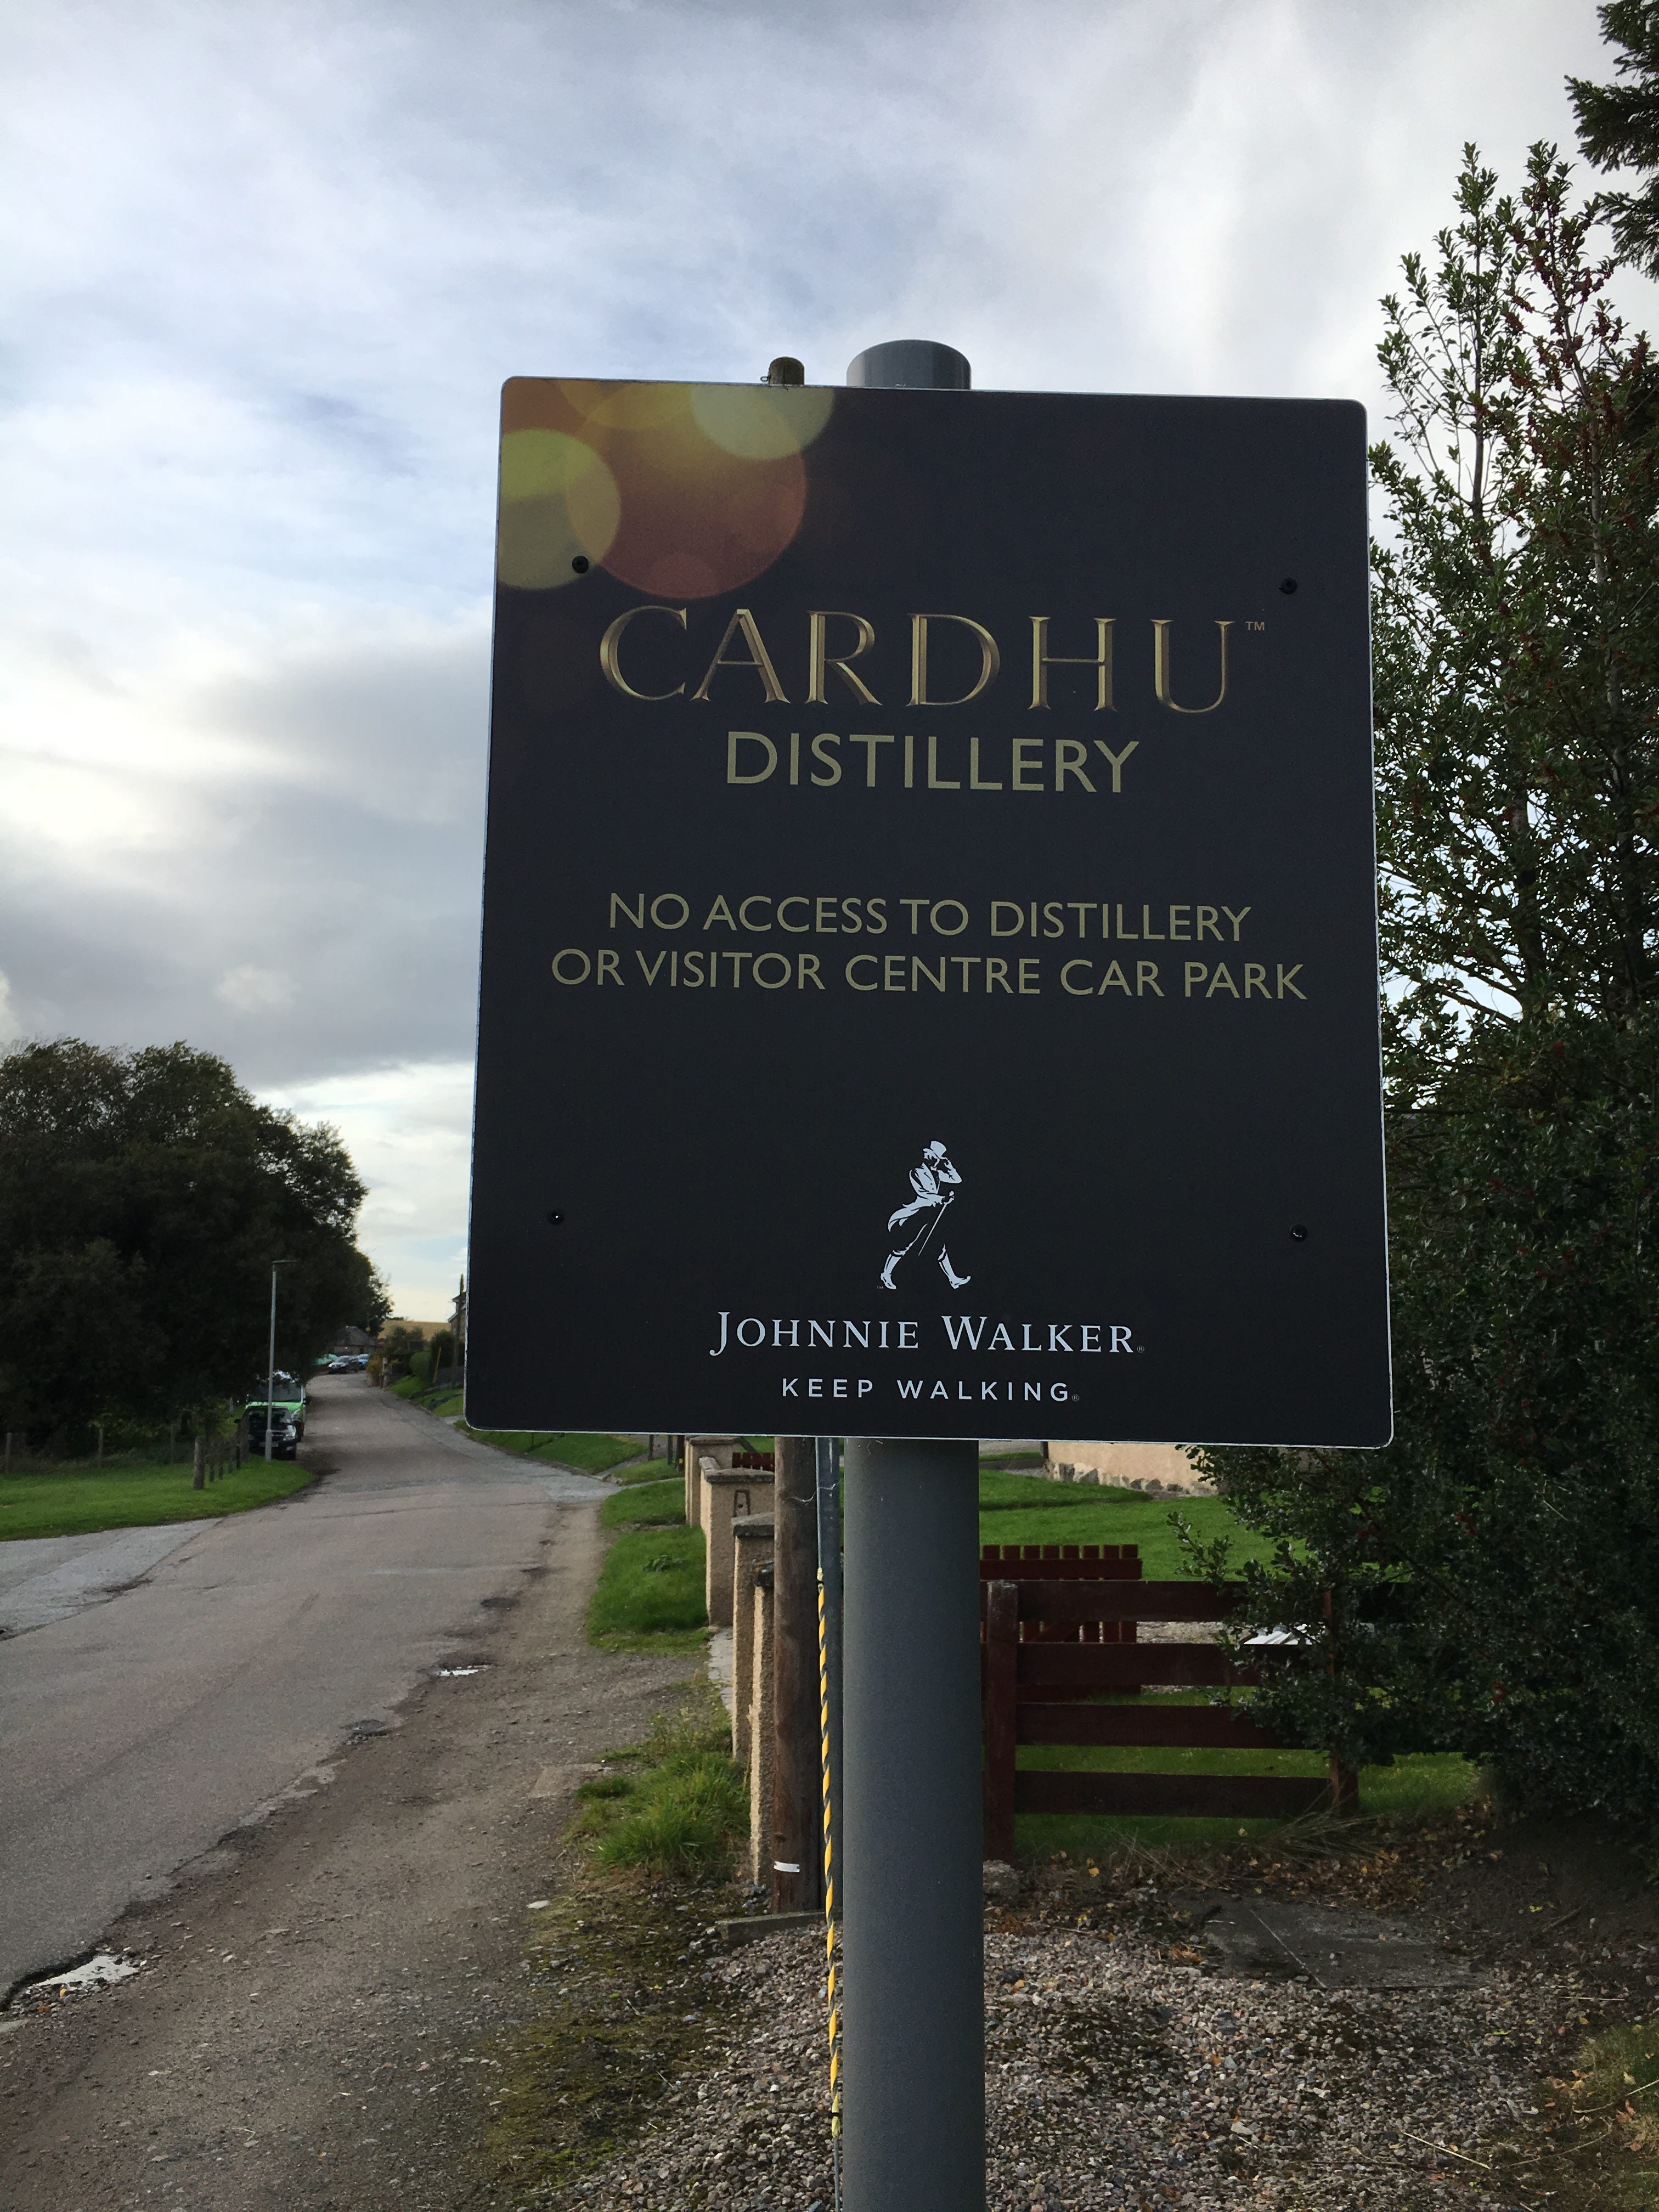 CARDHU™
DISTILLERY
NO ACCESS TO DISTILLERY
OR VISITOR CENTRE CAR PARK
JOHNNIE WALKER®
KEEP WALKING®